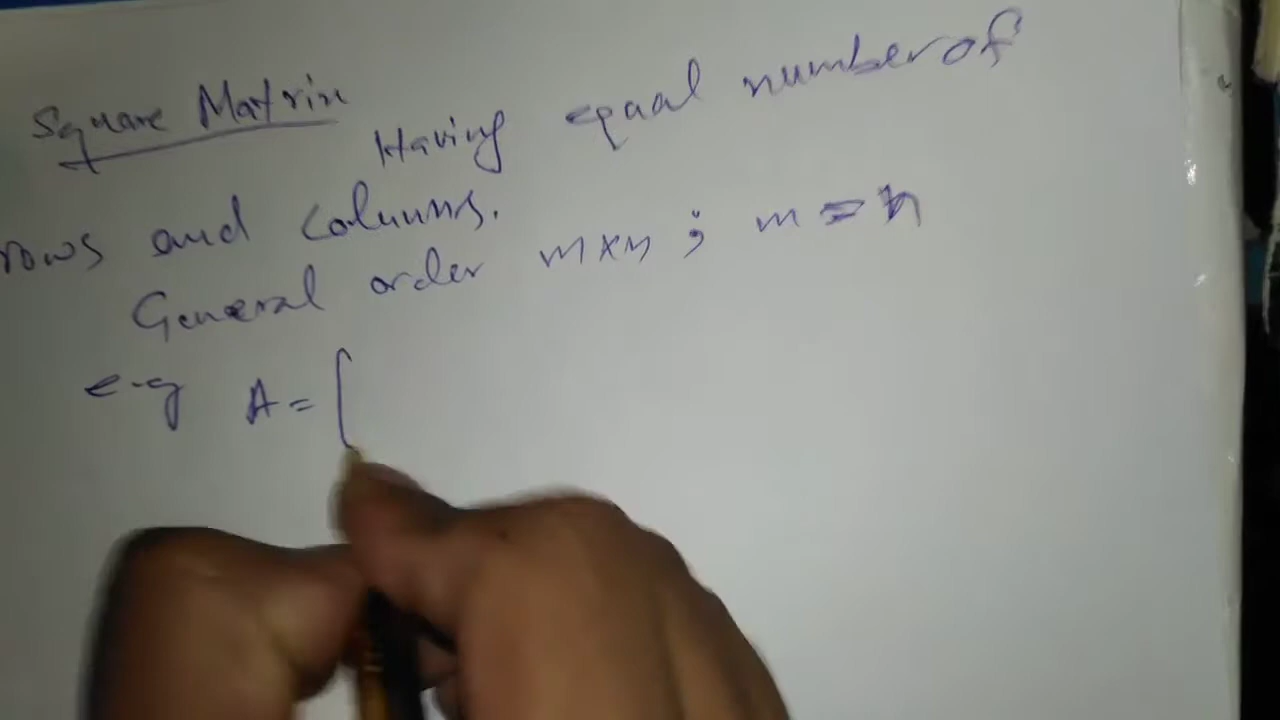 Square Matrix
Having equal number of
rows and columns.
General order m×n ; m = n
e.g A = [